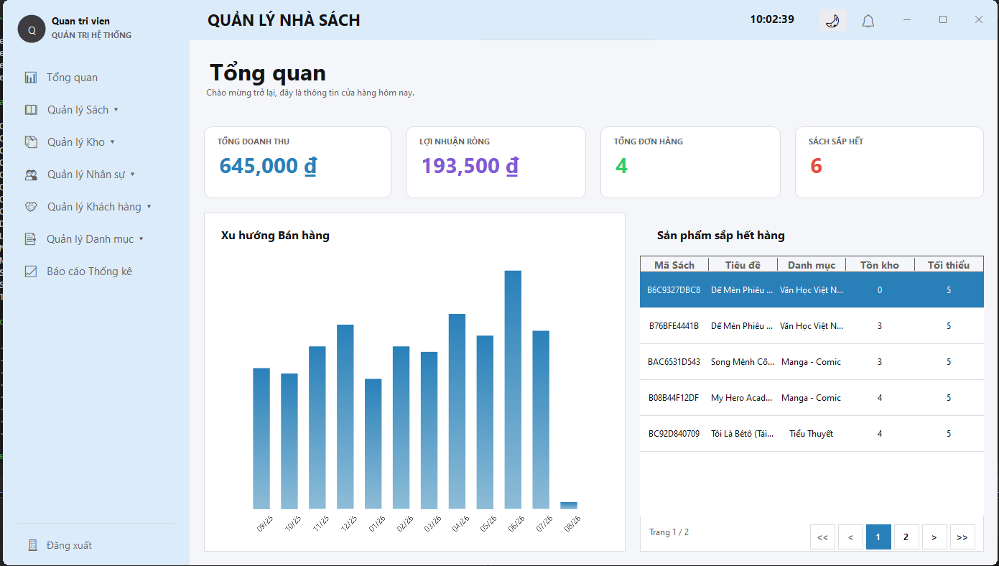 Q
Quan tri vien
QUẢN TRỊ HỆ THỐNG
Tổng quan
Quản lý Sách
Quản lý Kho
Quản lý Nhân sự
Quản lý Khách hàng
Quản lý Danh mục
Báo cáo Thống kê
Đăng xuất
QUẢN LÝ NHÀ SÁCH
10:02:39
Tổng quan
Chào mừng trở lại, đây là thông tin cửa hàng hôm nay.
TỔNG DOANH THU
645,000 ₫
LỢI NHUẬN RÒNG
193,500 ₫
TỔNG ĐƠN HÀNG
4
SÁCH SẮP HẾT
6
Xu hướng Bán hàng
09/25 10/25 11/25 12/25 01/26 02/26 03/26 04/26 05/26 06/26 07/26 08/26
Sản phẩm sắp hết hàng
Mã Sách Tiêu đề Danh mục Tồn kho Tối thiểu
B6C9327DBC8 Dế Mèn Phiêu ... Văn Học Việt N... 0 5
B76BFE4441B Dế Mèn Phiêu ... Văn Học Việt N... 3 5
BAC6531D543 Song Mệnh Cõ... Manga - Comic 3 5
B08B44F12DF My Hero Acad... Manga - Comic 4 5
BC92D840709 Tôi Là Bêtô (Tái... Tiểu Thuyết 4 5
Trang 1 / 2
<< < 1 2 > >>